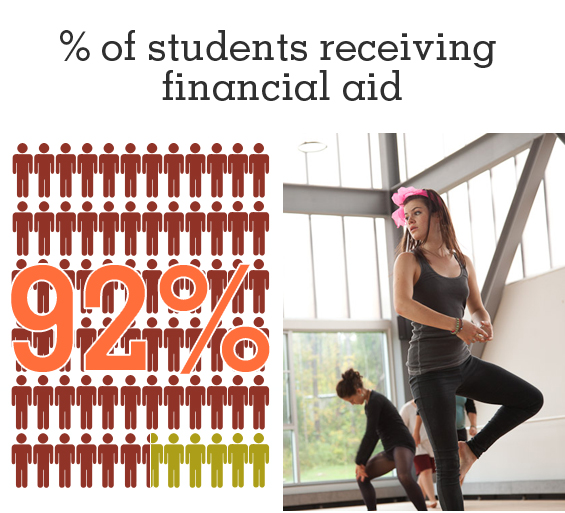 % of students receiving
financial aid
92%